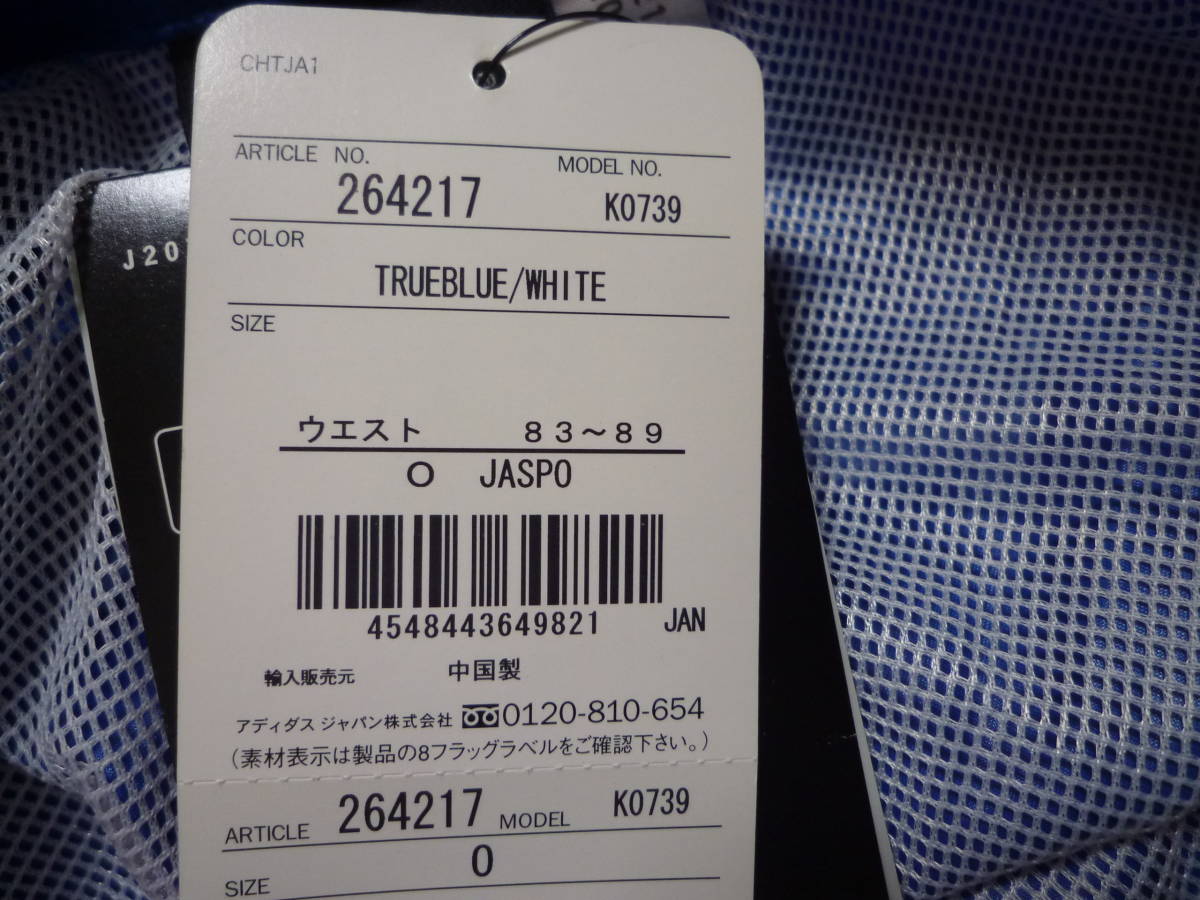 CHTJA1
ARTICLE NO. MODEL NO.
264217 K0739
COLOR
TRUEBLUE/WHITE
SIZE
ウエスト 83~89
O JASPO
4548443649821 JAN
輸入販売元 中国製
アディダス ジャパン株式会社 0120-810-654
(素材表示は製品の8フラッグラベルをご確認下さい。)
ARTICLE 264217 MODEL K0739
SIZE O